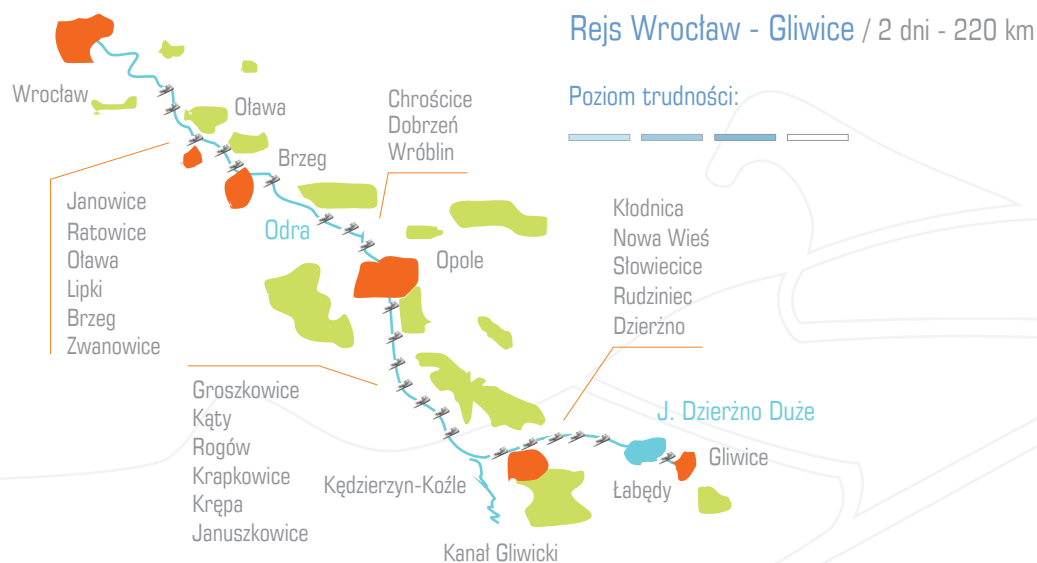 Rejs Wrocław - Gliwice / 2 dni - 220 km
Poziom trudności:
Wrocław
Oława
Chrościce
Dobrzeń
Wróblin
Brzeg
Janowice
Ratowice
Oława
Lipki
Brzeg
Zwanowice
Odra
Opole
Kłodnica
Nowa Wieś
Słowiecice
Rudziniec
Dzierżno
Groszkowice
Kąty
Rogów
Krapkowice
Krępa
Januszkowice
J. Dzierżno Duże
Gliwice
Kędzierzyn-Koźle
Łabędy
Kanał Gliwicki